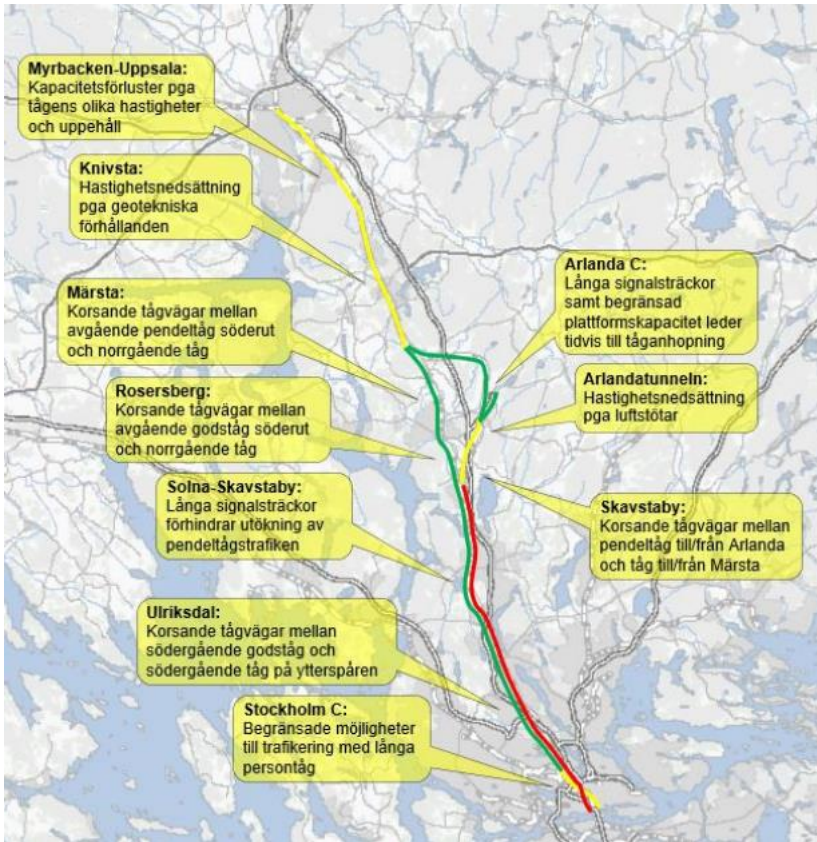 Myrbacken-Uppsala:
Kapacitetsförluster pga
tågens olika hastigheter
och uppehåll
Knivsta:
Hastighetsnedsättning
pga geotekniska
förhållanden
Märsta:
Korsande tågvägar mellan
avgående pendeltåg söderut
och norrgående tåg
Rosersberg:
Korsande tågvägar mellan
avgående godståg söderut
och norrgående tåg
Solna-Skavstaby:
Långa signalsträckor
förhindrar utökning av
pendeltågstrafiken
Ulriksdal:
Korsande tågvägar mellan
södergående godståg och
södergående tåg på ytterspåren
Stockholm C:
Begränsade möjligheter
till trafikering med långa
persontåg
Arlanda C:
Långa signalsträckor
samt begränsad
plattformskapacitet leder
tidvis till tåganhopning
Arlandatunneln:
Hastighetsnedsättning
pga luftstötar
Skavstaby:
Korsande tågvägar mellan
pendeltåg till/från Arlanda
och tåg till/från Märsta